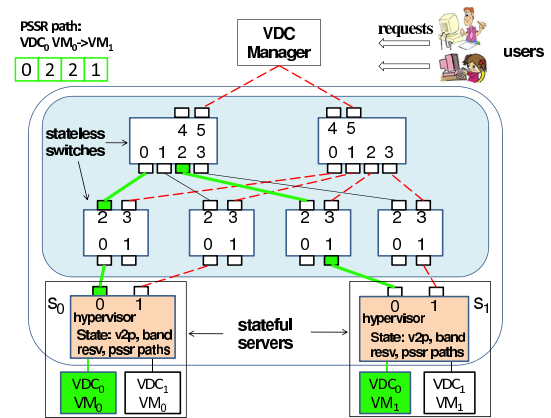 PSSR path:
VDC0 VM0->VM1
0 2 2 1
VDC
Manager
requests
users
stateless
switches
4 5
0 1 2 3
4 5
0 1 2 3
2 3
0 1
2 3
0 1
2 3
0 1
2 3
0 1
S0
0 1
hypervisor
State: v2p, band
resv, pssr paths
stateful
servers
S1
0 1
hypervisor
State: v2p, band
resv, pssr paths
VDC0
VM0
VDC1
VM0
VDC0
VM1
VDC1
VM1